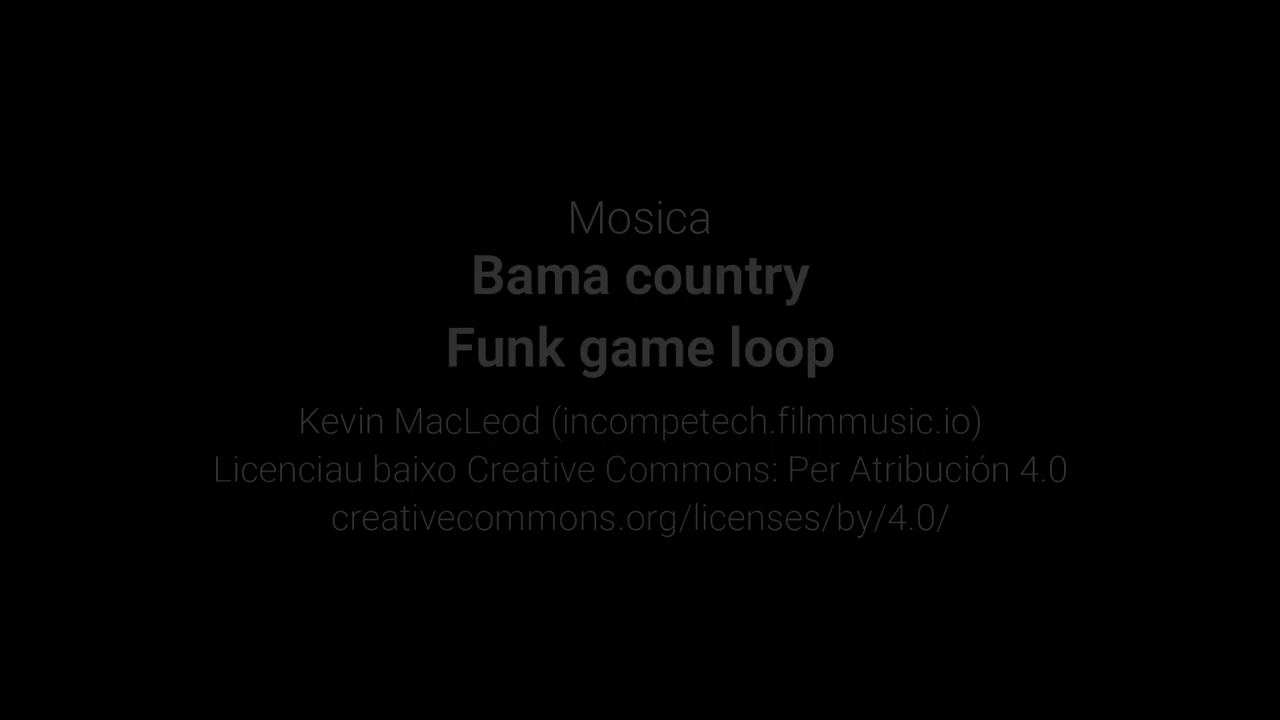 Mosica
Bama country
Funk game loop
Kevin MacLeod (incompetech.filmmusic.io)
Licenciau baixo Creative Commons: Per Atribución 4.0
creativecommons.org/licenses/by/4.0/